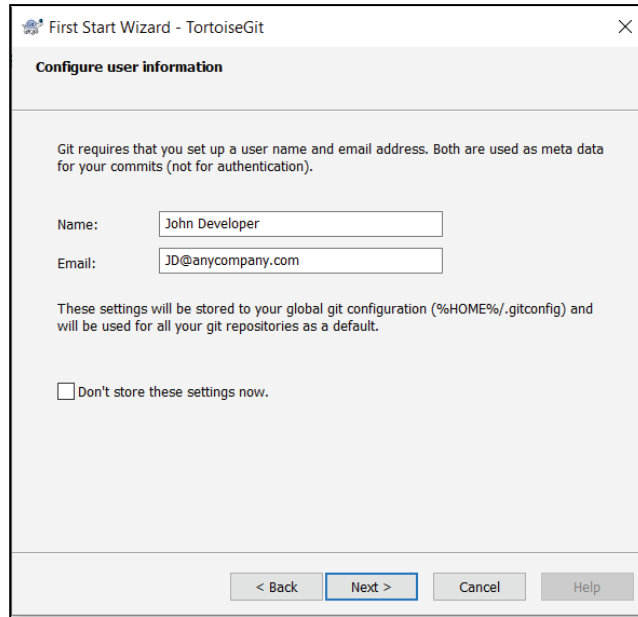 First Start Wizard - TortoiseGit
Configure user information
Git requires that you set up a user name and email address. Both are used as meta data
for your commits (not for authentication).
Name:
John Developer
Email:
JD@anycompany.com
These settings will be stored to your global git configuration (%HOME%/.gitconfig) and
will be used for all your git repositories as a default.
Don't store these settings now.
< Back
Next >
Cancel
Help